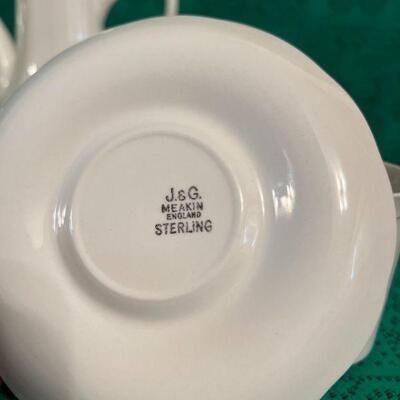 J.&G.
MEAKIN
ENGLAND
STERLING